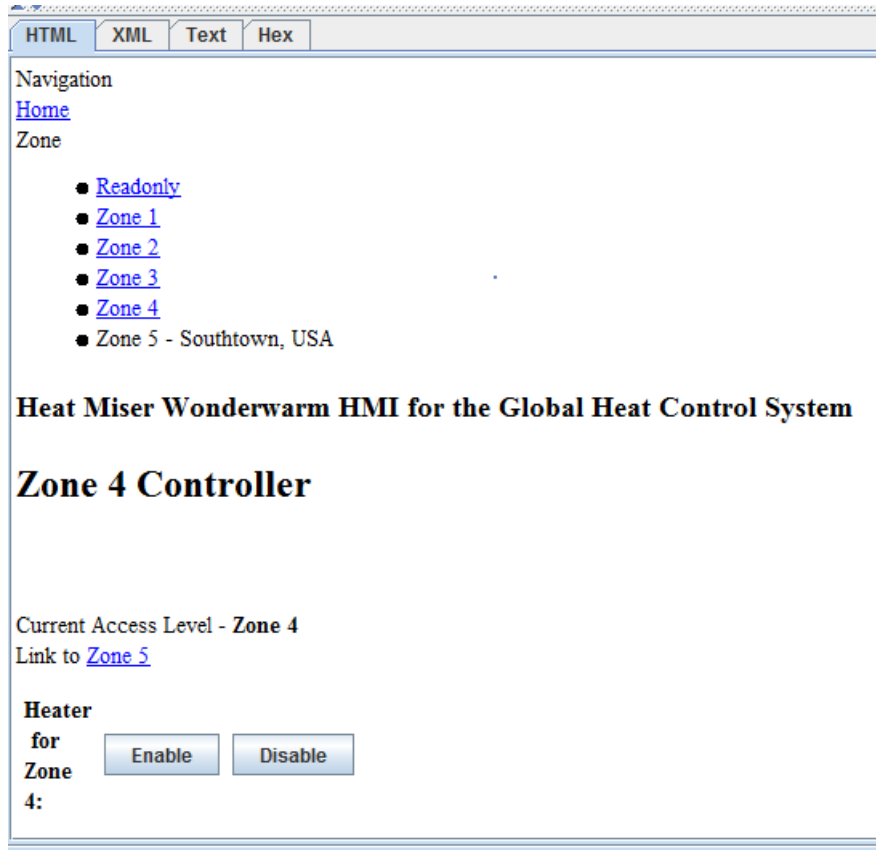 HTML XML Text Hex
Navigation
Home
Zone
Readonly
Zone 1
Zone 2
Zone 3
Zone 4
Zone 5 - Southtown, USA
Heat Miser Wonderwarm HMI for the Global Heat Control System
Zone 4 Controller
Current Access Level - Zone 4
Link to Zone 5
Heater
for
Zone
4:
Enable Disable